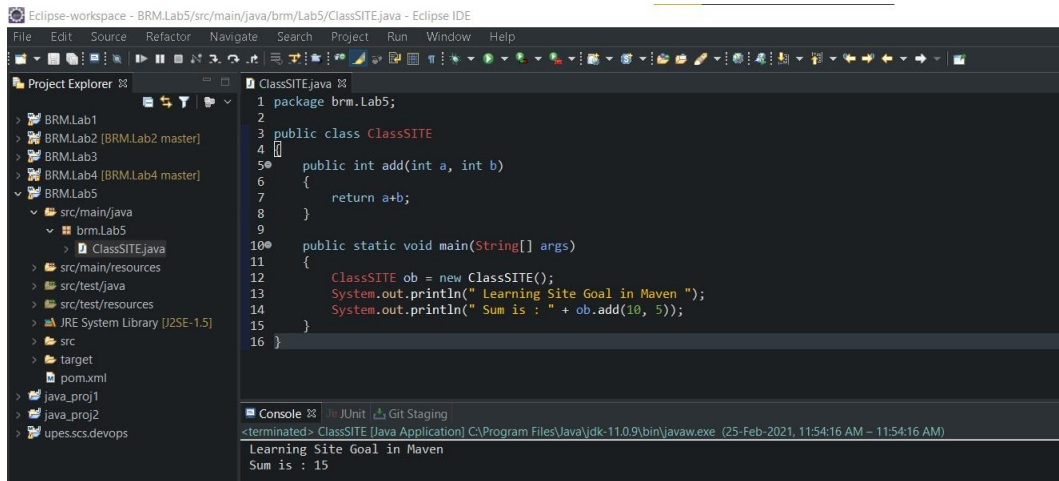 Eclipse-workspace - BRM.Lab5/src/main/java/brm/Lab5/ClassSITE.java - Eclipse IDE
File Edit Source Refactor Navigate Search Project Run Window Help
Project Explorer
BRM.Lab1
BRM.Lab2 [BRM.Lab2 master]
BRM.Lab3
BRM.Lab4 [BRM.Lab4 master]
BRM.Lab5
src/main/java
brm.Lab5
ClassSITE.java
src/main/resources
src/test/java
src/test/resources
JRE System Library [J2SE-1.5]
src
target
pom.xml
java_proj1
java_proj2
upes.scs.devops
ClassSITE.java
1 package brm.Lab5;
2
3 public class ClassSITE
4 {
5 public int add(int a, int b)
6 {
7 return a+b;
8 }
9
10 public static void main(String[] args)
11 {
12 ClassSITE ob = new ClassSITE();
13 System.out.println(" Learning Site Goal in Maven ");
14 System.out.println(" Sum is : " + ob.add(10, 5));
15 }
16 }
Console JUnit Git Staging
<terminated> ClassSITE [Java Application] C:\Program Files\Java\jdk-11.0.9\bin\javaw.exe (25-Feb-2021, 11:54:16 AM – 11:54:16 AM)
Learning Site Goal in Maven
Sum is : 15